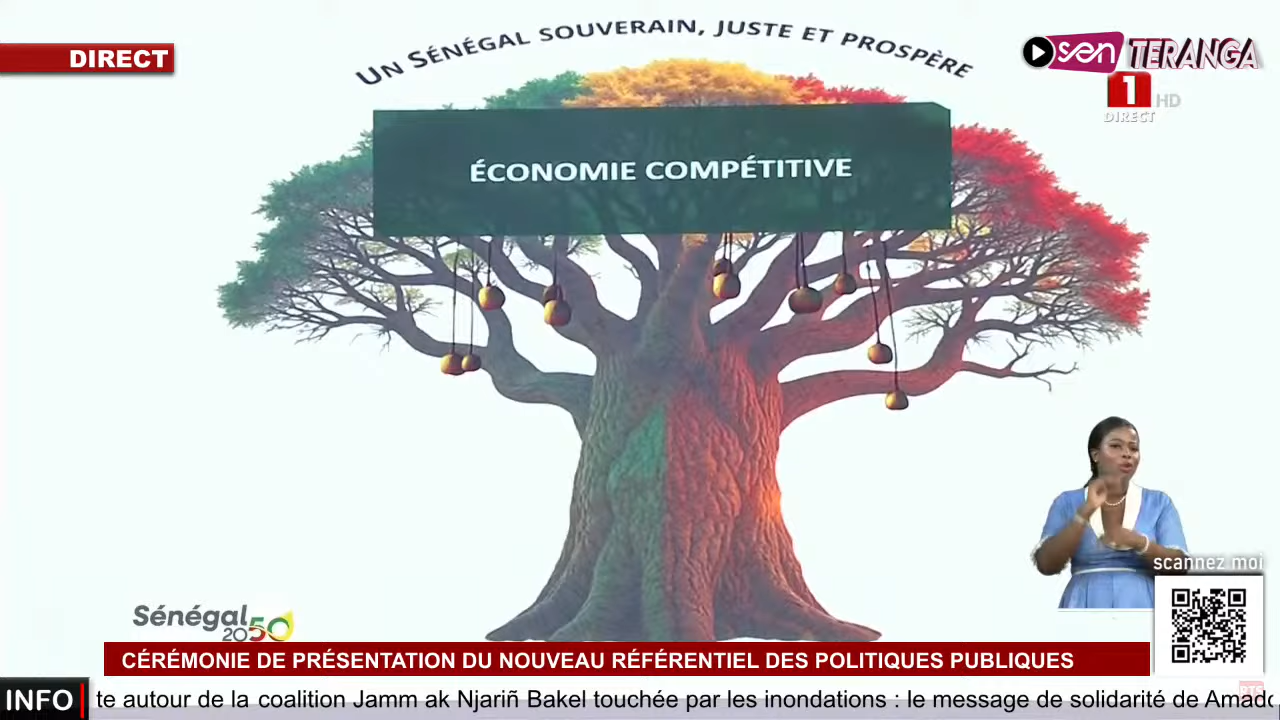 UN SÉNÉGAL SOUVERAIN, JUSTE ET PROSPÈRE
DIRECT
sen TERANGA
1 HD
DIRECT
ÉCONOMIE COMPÉTITIVE
scannez moi
Sénégal
2050
CÉRÉMONIE DE PRÉSENTATION DU NOUVEAU RÉFÉRENTIEL DES POLITIQUES PUBLIQUES
RTS
INFO te autour de la coalition Jamm ak Njariñ Bakel touchée par les inondations : le message de solidarité de Amado